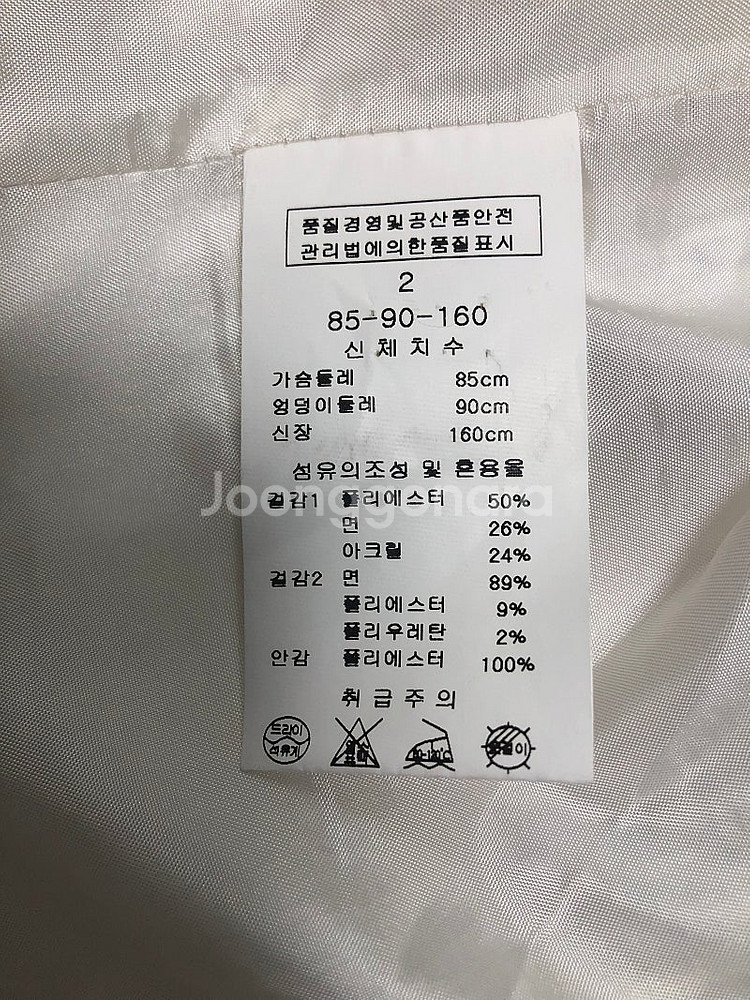 품질경영및공산품안전
관리법에의한품질표시
2
85-90-160
신체치수
가슴둘레 85cm
엉덩이둘레 90cm
신장 160cm
섬유의조성 및 혼용율
겉감1 폴리에스터 50%
면 26%
아크릴 24%
겉감2 면 89%
폴리에스터 9%
폴리우레탄 2%
안감 폴리에스터 100%
취급주의
드라이
석유계
Joonggonara